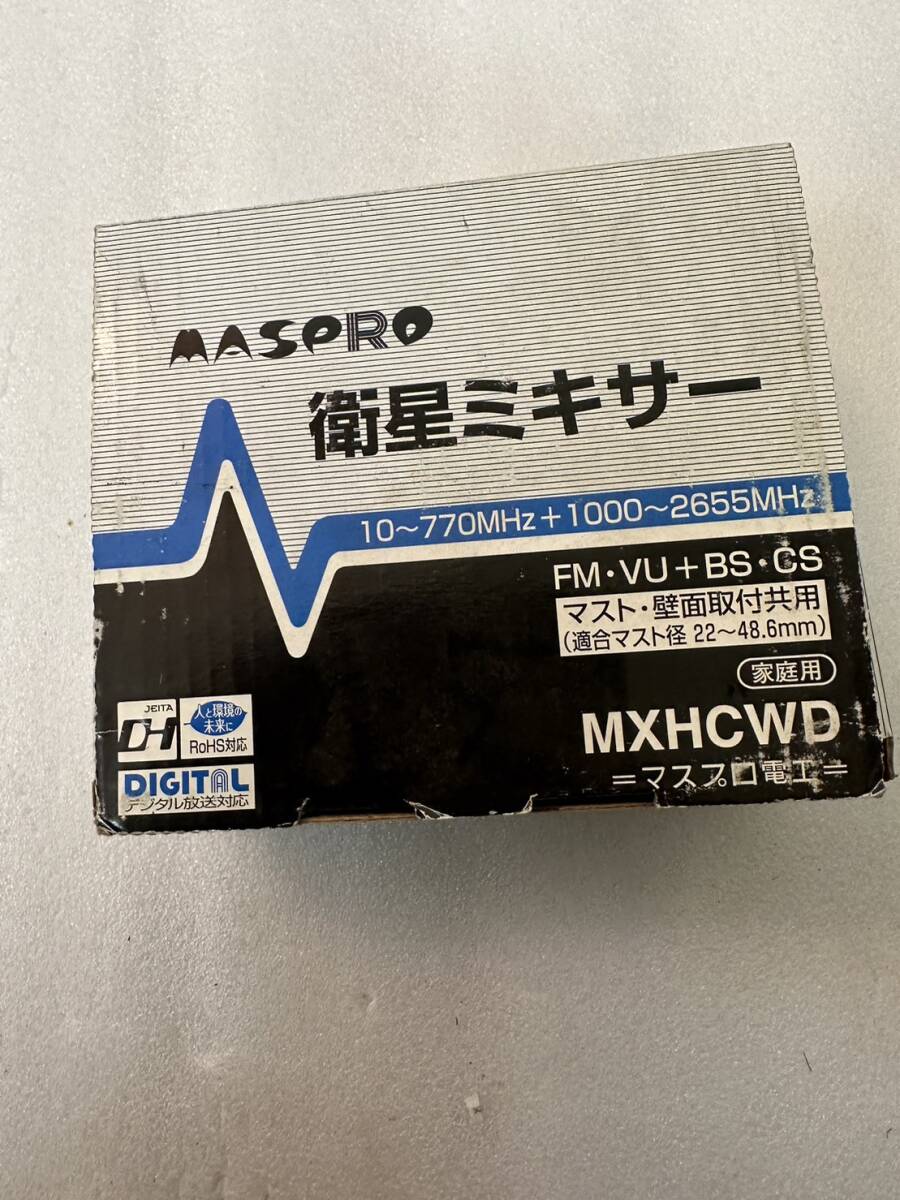 MASPRO
衛星ミキサー
10～770MHz＋1000～2655MHz
FM・VU＋BS・CS
マスト・壁面取付共用
(適合マスト径 22～48.6mm)
家庭用
MXHCWD
＝マスプロ電工＝
JEITA
DH
人と環境の
未来に
RoHS対応
DIGITAL
デジタル放送対応